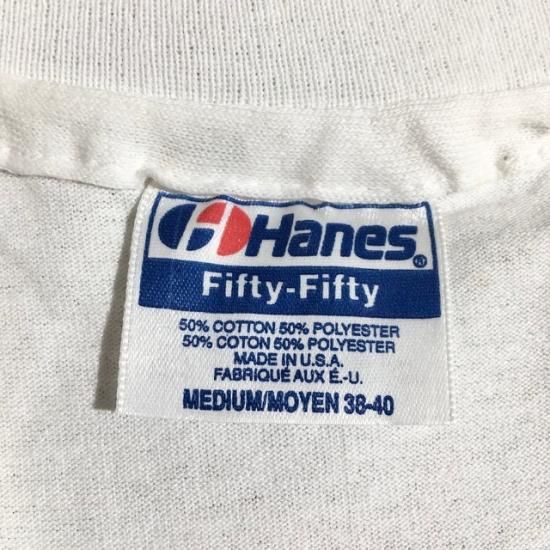 Hanes®
Fifty-Fifty
50% COTTON 50% POLYESTER
50% COTON 50% POLYESTER
MADE IN U.S.A.
FABRIQUÉ AUX É.-U.
MEDIUM/MOYEN 38-40